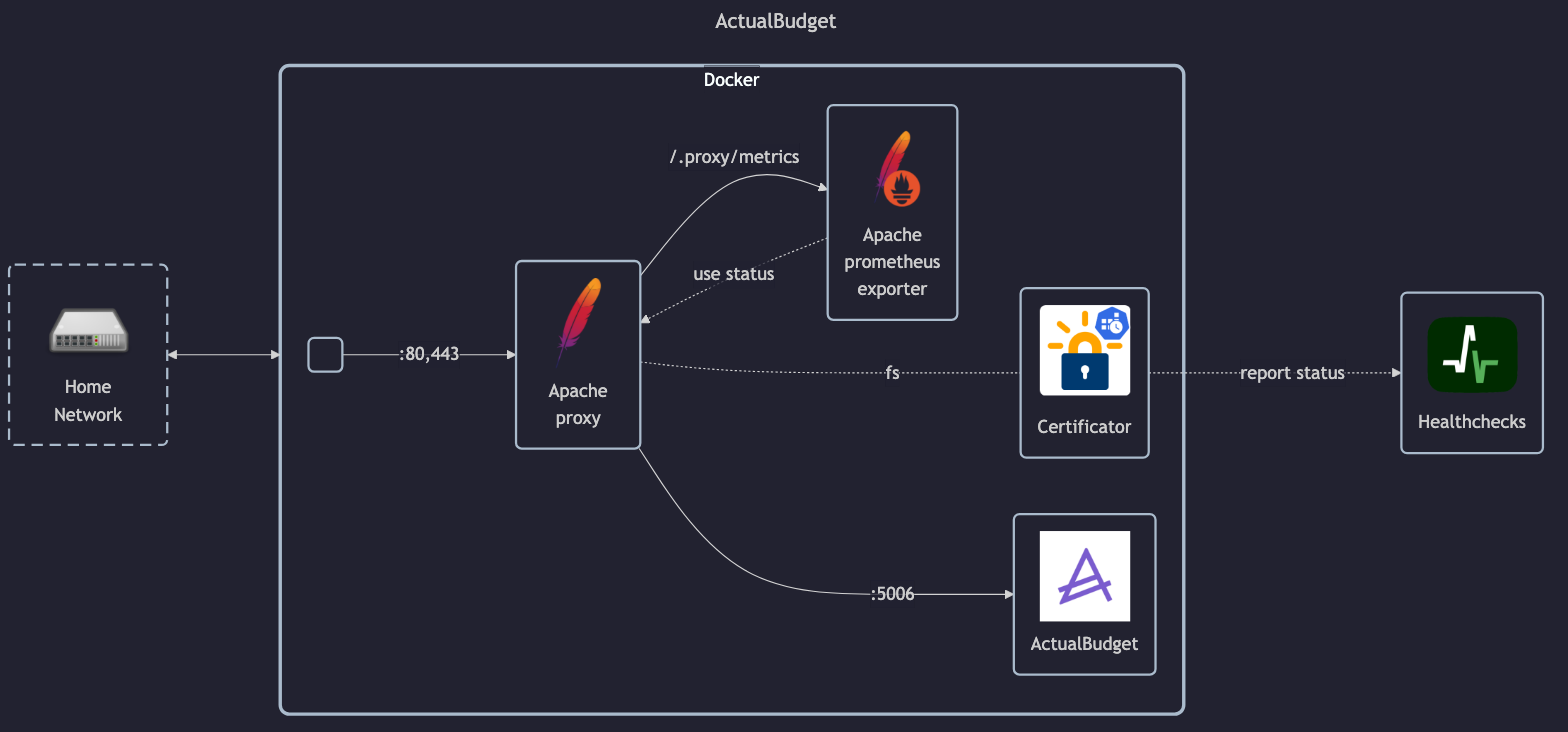 ActualBudget
Docker
/.proxy/metrics
Apache
prometheus
exporter
use status
Home
Network
:80,443
Apache
proxy
fs
Certificator
report status
Healthchecks
:5006
ActualBudget